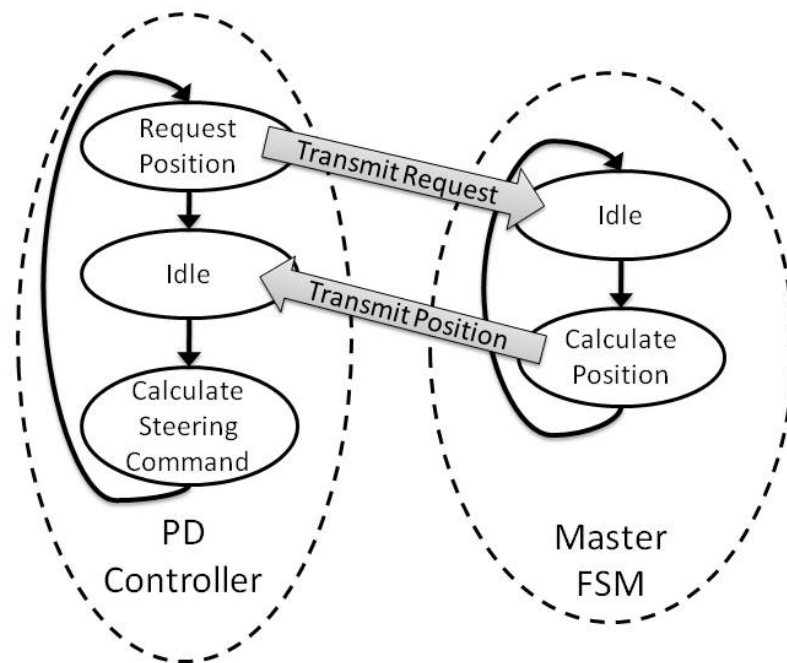 Request
Position
Transmit Request
Idle
Idle
Transmit Position
Calculate
Position
Calculate
Steering
Command
PD
Controller
Master
FSM